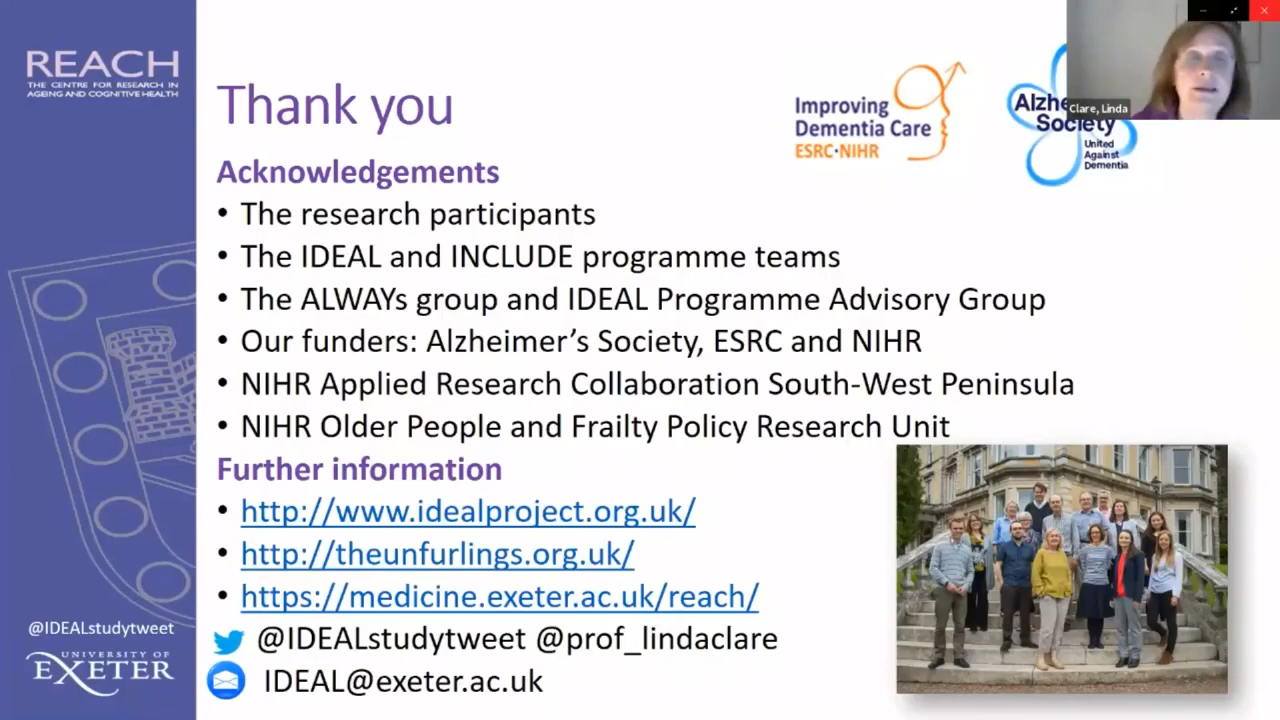 REACH
THE CENTRE FOR RESEARCH IN
AGEING AND COGNITIVE HEALTH
Thank you
Improving
Dementia Care
ESRC·NIHR
Alzhe
Society
United
Against
Dementia
Clare, Linda
Acknowledgements
• The research participants
• The IDEAL and INCLUDE programme teams
• The ALWAYs group and IDEAL Programme Advisory Group
• Our funders: Alzheimer’s Society, ESRC and NIHR
• NIHR Applied Research Collaboration South-West Peninsula
• NIHR Older People and Frailty Policy Research Unit
Further information
• http://www.idealproject.org.uk/
• http://theunfurlings.org.uk/
• https://medicine.exeter.ac.uk/reach/
@IDEALstudytweet @prof_lindaclare
IDEAL@exeter.ac.uk
@IDEALstudytweet
UNIVERSITY OF
EXETER